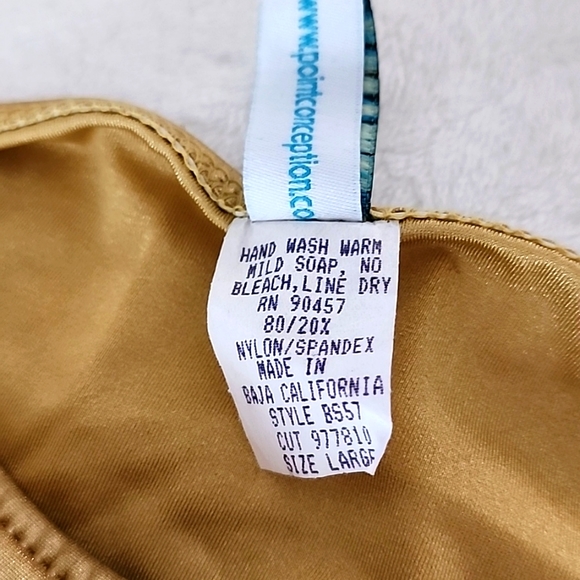 www.pointconception.co
HAND WASH WARM
MILD SOAP, NO
BLEACH,LINE DRY
RN 90457
80/20%
NYLON/SPANDEX
MADE IN
BAJA CALIFORNIA
STYLE BS57
CUT 977810
SIZE LARGE